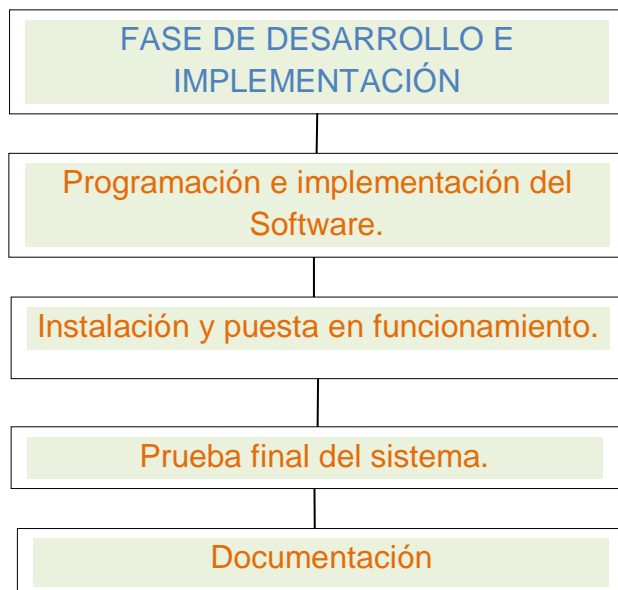 FASE DE DESARROLLO E
IMPLEMENTACIÓN
Programación e implementación del
Software.
Instalación y puesta en funcionamiento.
Prueba final del sistema.
Documentación